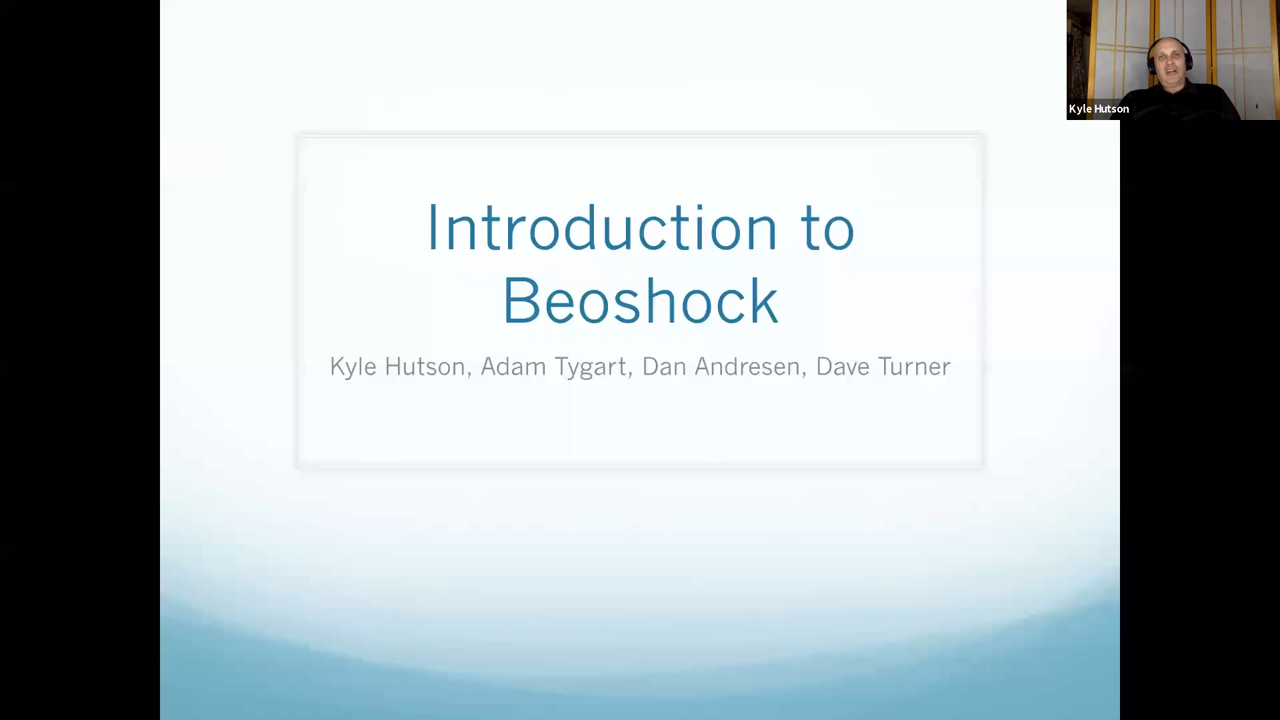 Kyle Hutson
Introduction to
Beoshock
Kyle Hutson, Adam Tygart, Dan Andresen, Dave Turner